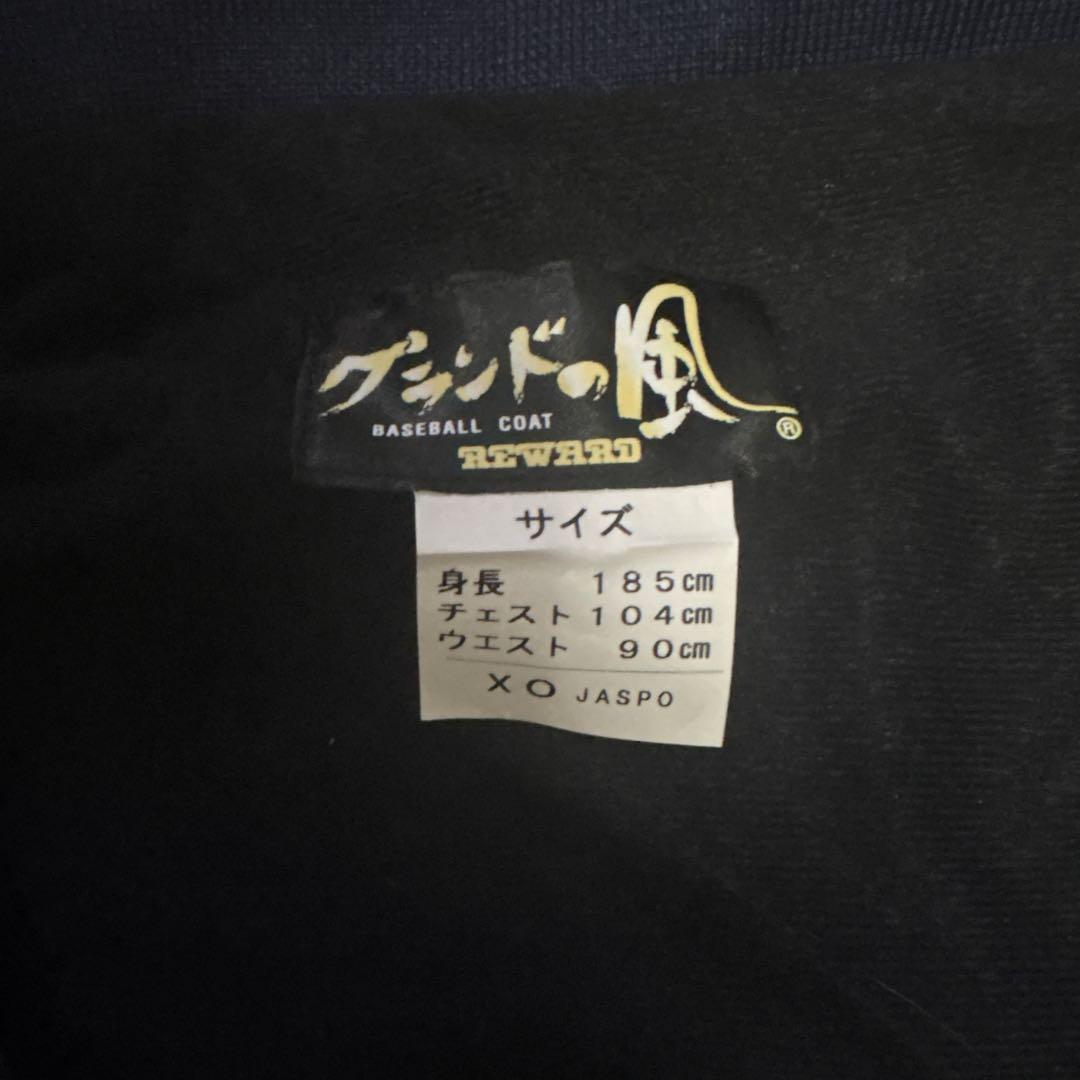 グランドの風
BASEBALL COAT
®
REWARD
サイズ
身長 185㎝
チェスト 104㎝
ウエスト 90㎝
XO JASPO